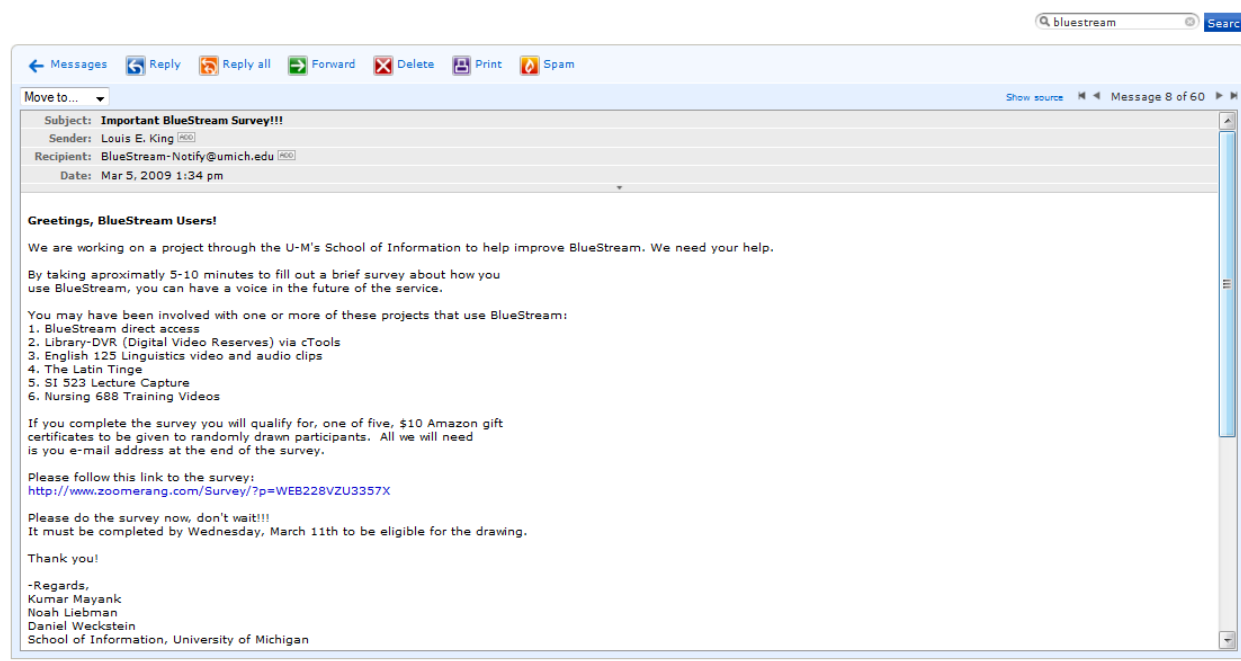 bluestream Searc
Messages Reply Reply all Forward Delete Print Spam
Move to... Show source Message 8 of 60
Subject: Important BlueStream Survey!!!
Sender: Louis E. King ADD
Recipient: BlueStream-Notify@umich.edu ADD
Date: Mar 5, 2009 1:34 pm
Greetings, BlueStream Users!
We are working on a project through the U-M's School of Information to help improve BlueStream. We need your help.
By taking aproximatly 5-10 minutes to fill out a brief survey about how you
use BlueStream, you can have a voice in the future of the service.
You may have been involved with one or more of these projects that use BlueStream:
1. BlueStream direct access
2. Library-DVR (Digital Video Reserves) via cTools
3. English 125 Linguistics video and audio clips
4. The Latin Tinge
5. SI 523 Lecture Capture
6. Nursing 688 Training Videos
If you complete the survey you will qualify for, one of five, $10 Amazon gift
certificates to be given to randomly drawn participants.  All we will need
is you e-mail address at the end of the survey.
Please follow this link to the survey:
http://www.zoomerang.com/Survey/?p=WEB228VZU3357X
Please do the survey now, don't wait!!!
It must be completed by Wednesday, March 11th to be eligible for the drawing.
Thank you!
-Regards,
Kumar Mayank
Noah Liebman
Daniel Weckstein
School of Information, University of Michigan